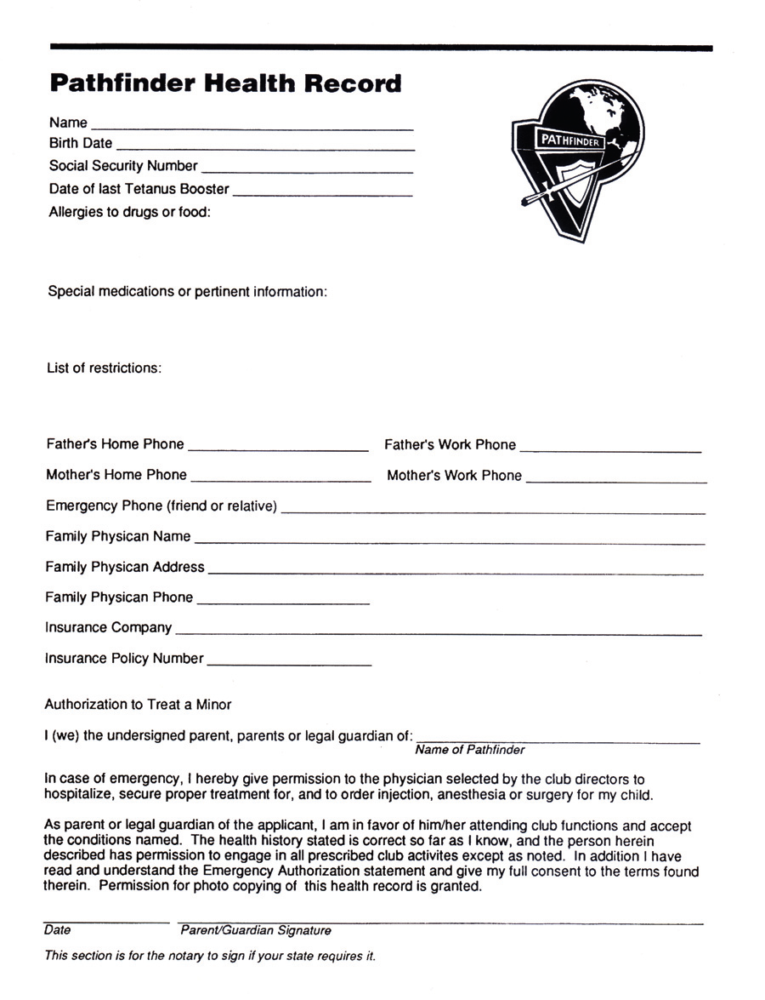 Pathfinder Health Record
PATHFINDER
Name
Birth Date
Social Security Number
Date of last Tetanus Booster
Allergies to drugs or food:
Special medications or pertinent information:
List of restrictions:
Father's Home Phone Father's Work Phone
Mother's Home Phone Mother's Work Phone
Emergency Phone (friend or relative)
Family Physican Name
Family Physican Address
Family Physican Phone
Insurance Company
Insurance Policy Number
Authorization to Treat a Minor
I (we) the undersigned parent, parents or legal guardian of:
Name of Pathfinder
In case of emergency, I hereby give permission to the physician selected by the club directors to
hospitalize, secure proper treatment for, and to order injection, anesthesia or surgery for my child.
As parent or legal guardian of the applicant, I am in favor of him/her attending club functions and accept
the conditions named. The health history stated is correct so far as I know, and the person herein
described has permission to engage in all prescribed club activites except as noted. In addition I have
read and understand the Emergency Authorization statement and give my full consent to the terms found
therein. Permission for photo copying of this health record is granted.
Date Parent/Guardian Signature
This section is for the notary to sign if your state requires it.